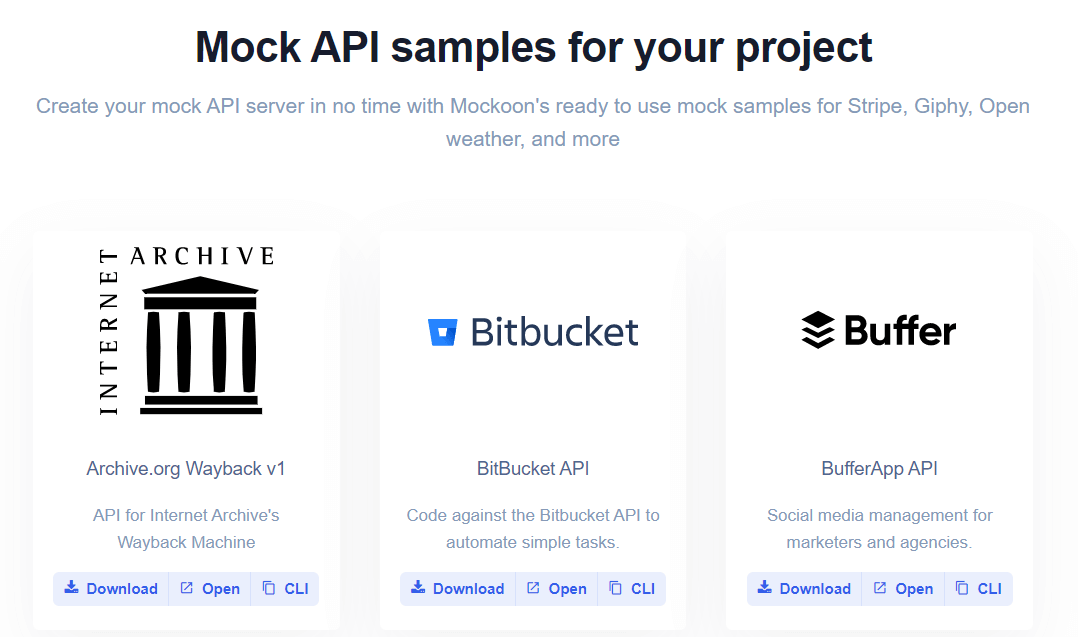 Mock API samples for your project
Create your mock API server in no time with Mockoon's ready to use mock samples for Stripe, Giphy, Open
weather, and more
INTERNET ARCHIVE
Archive.org Wayback v1
API for Internet Archive's
Wayback Machine
Download Open CLI
Bitbucket
BitBucket API
Code against the Bitbucket API to
automate simple tasks.
Download Open CLI
Buffer
BufferApp API
Social media management for
marketers and agencies.
Download Open CLI